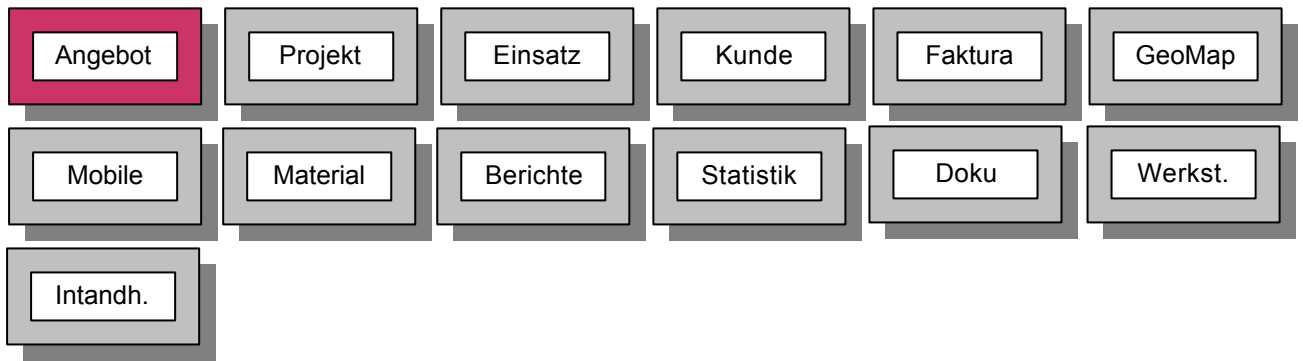 Angebot Projekt Einsatz Kunde Faktura GeoMap
Mobile Material Berichte Statistik Doku Werkst.
Intandh.